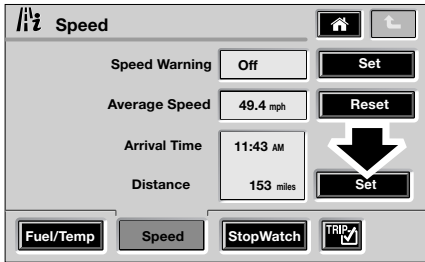 Speed
Speed Warning Off Set
Average Speed 49.4 mph Reset
Arrival Time 11:43 AM
Distance 153 miles Set
Fuel/Temp Speed StopWatch TRIP